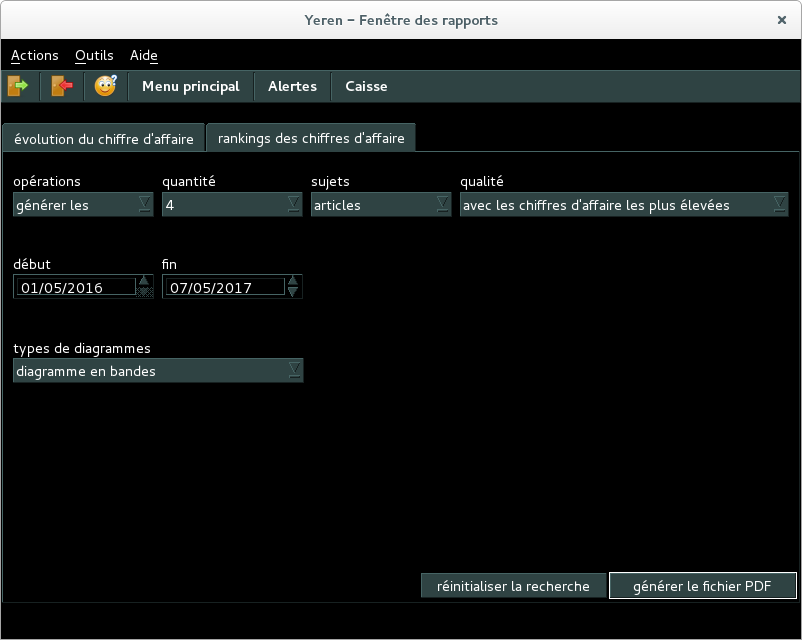 Yeren – Fenêtre des rapports
Actions Outils Aide
Menu principal Alertes Caisse
évolution du chiffre d'affaire rankings des chiffres d'affaire
opérations quantité sujets qualité
générer les 4 articles avec les chiffres d'affaire les plus élevées
début fin
01/05/2016 07/05/2017
types de diagrammes
diagramme en bandes
réinitialiser la recherche générer le fichier PDF